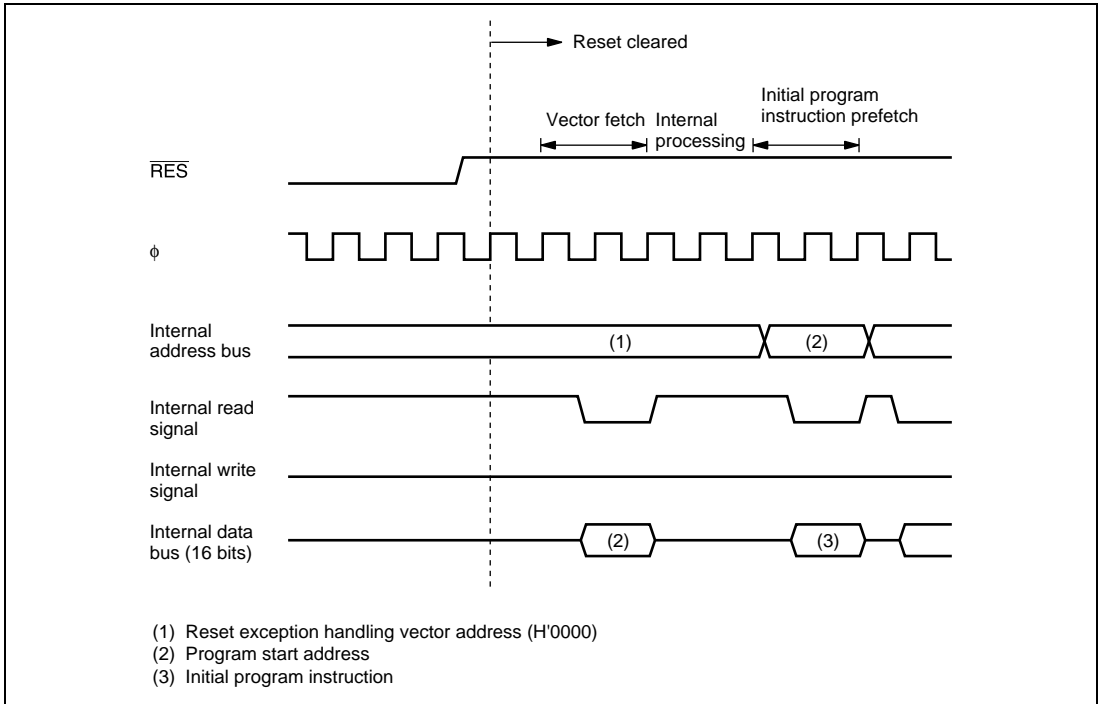 Reset cleared
Initial program
instruction prefetch
Vector fetch
Internal
processing
RES
ϕ
Internal
address bus
(1)
(2)
Internal read
signal
Internal write
signal
Internal data
bus (16 bits)
(2)
(3)
(1) Reset exception handling vector address (H'0000)
(2) Program start address
(3) Initial program instruction